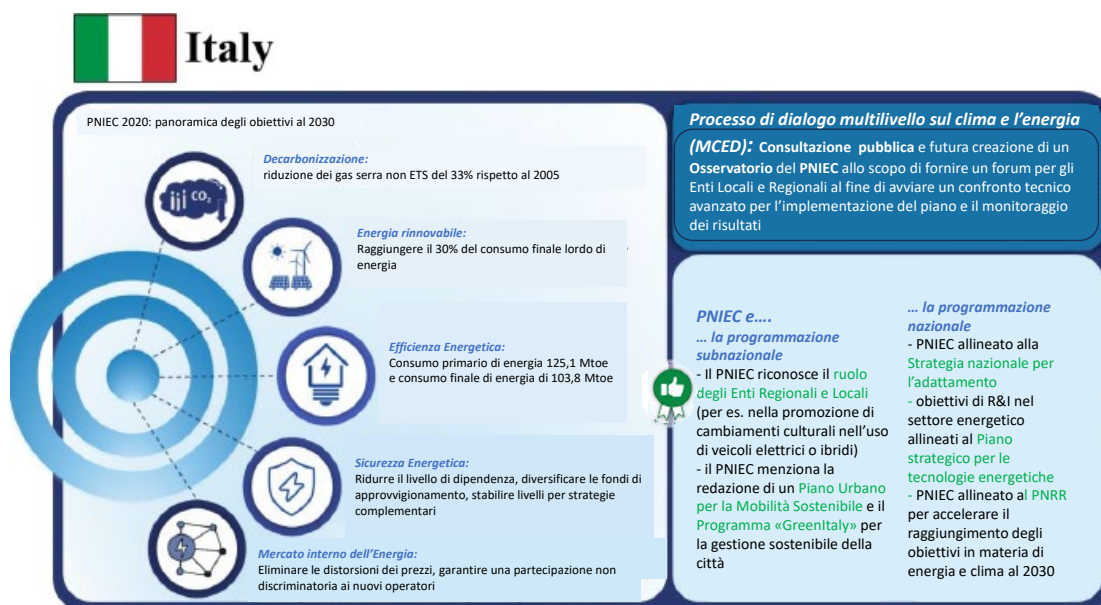 Italy
PNIEC 2020: panoramica degli obiettivi al 2030
Decarbonizzazione:
riduzione dei gas serra non ETS del 33% rispetto al 2005
CO₂
Energia rinnovabile:
Raggiungere il 30% del consumo finale lordo di
energia
Efficienza Energetica:
Consumo primario di energia 125,1 Mtoe
e consumo finale di energia di 103,8 Mtoe
Sicurezza Energetica:
Ridurre il livello di dipendenza, diversificare le fondi di
approvvigionamento, stabilire livelli per strategie
complementari
Mercato interno dell’Energia:
Eliminare le distorsioni dei prezzi, garantire una partecipazione non
discriminatoria ai nuovi operatori
Processo di dialogo multilivello sul clima e l’energia
(MCED): Consultazione pubblica e futura creazione di un
Osservatorio del PNIEC allo scopo di fornire un forum per gli
Enti Locali e Regionali al fine di avviare un confronto tecnico
avanzato per l’implementazione del piano e il monitoraggio
dei risultati
PNIEC e....
... la programmazione
subnazionale
- Il PNIEC riconosce il ruolo
degli Enti Regionali e Locali
(per es. nella promozione di
cambiamenti culturali nell’uso
di veicoli elettrici o ibridi)
- il PNIEC menziona la
redazione di un Piano Urbano
per la Mobilità Sostenibile e il
Programma «GreenItaly» per
la gestione sostenibile della
città
... la programmazione
nazionale
- PNIEC allineato alla
Strategia nazionale per
l’adattamento
- obiettivi di R&I nel
settore energetico
allineati al Piano
strategico per le
tecnologie energetiche
- PNIEC allineato al PNRR
per accelerare il
raggiungimento degli
obiettivi in materia di
energia e clima al 2030